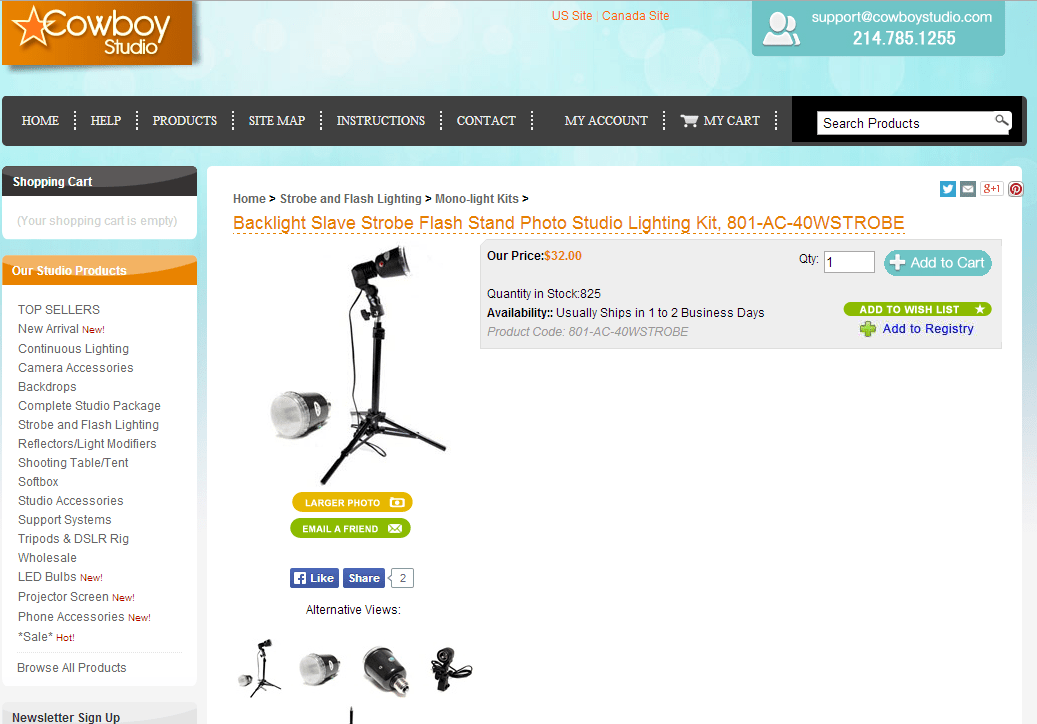 Cowboy
Studio
US Site | Canada Site
support@cowboystudio.com
214.785.1255
HOME
HELP
PRODUCTS
SITE MAP
INSTRUCTIONS
CONTACT
MY ACCOUNT
MY CART
Search Products
Shopping Cart
(Your shopping cart is empty)
Our Studio Products
TOP SELLERS
New Arrival New!
Continuous Lighting
Camera Accessories
Backdrops
Complete Studio Package
Strobe and Flash Lighting
Reflectors/Light Modifiers
Shooting Table/Tent
Softbox
Studio Accessories
Support Systems
Tripods & DSLR Rig
Wholesale
LED Bulbs New!
Projector Screen New!
Phone Accessories New!
*Sale* Hot!
Browse All Products
Newsletter Sign Up
Home > Strobe and Flash Lighting > Mono-light Kits >
g+1
Backlight Slave Strobe Flash Stand Photo Studio Lighting Kit, 801-AC-40WSTROBE
Our Price:$32.00
Qty: 1
Add to Cart
Quantity in Stock:825
Availability:: Usually Ships in 1 to 2 Business Days
Product Code: 801-AC-40WSTROBE
ADD TO WISH LIST
Add to Registry
LARGER PHOTO
EMAIL A FRIEND
Like
Share
2
Alternative Views: